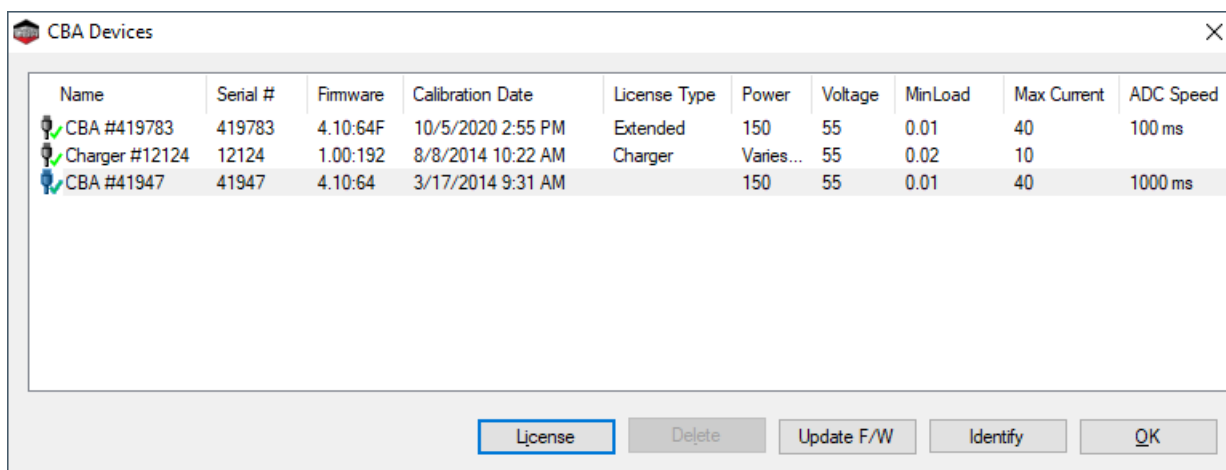 CBA Devices
Name Serial # Firmware Calibration Date License Type Power Voltage MinLoad Max Current ADC Speed
CBA #419783 419783 4.10:64F 10/5/2020 2:55 PM Extended 150 55 0.01 40 100 ms
Charger #12124 12124 1.00:192 8/8/2014 10:22 AM Charger Varies... 55 0.02 10
CBA #41947 41947 4.10:64 3/17/2014 9:31 AM 150 55 0.01 40 1000 ms
License Delete Update F/W Identify OK